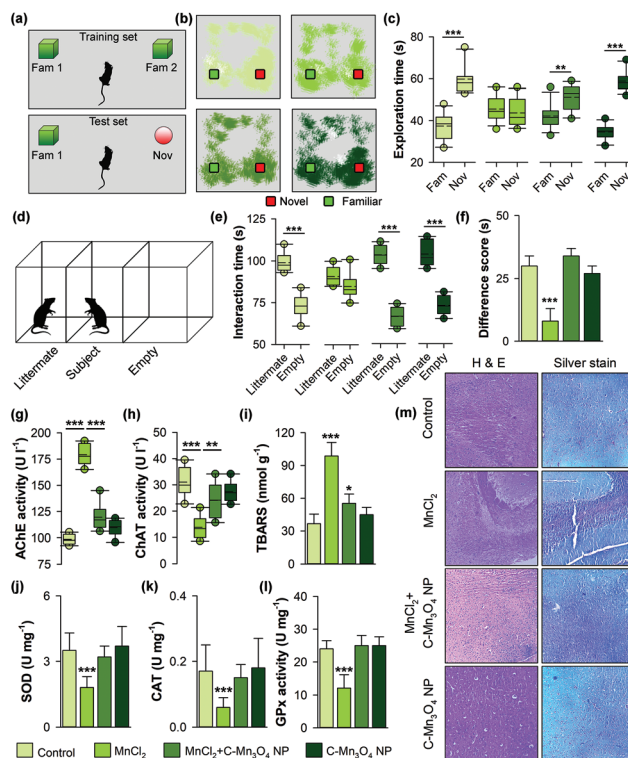 (a)
Training set
Fam 1
Fam 2
Test set
Fam 1
Nov
(b)
Novel
Familiar
(c)
Exploration time (s)
80
60
40
20
***
**
***
Fam
Nov
Fam
Nov
Fam
Nov
Fam
Nov
(d)
Littermate
Subject
Empty
(e)
Interaction time (s)
125
100
75
50
***
***
***
Littermate
Empty
Littermate
Empty
Littermate
Empty
Littermate
Empty
(f)
Difference score (s)
60
30
0
***
(g)
AChE activity (U l⁻¹)
200
175
150
125
100
75
***
***
(h)
ChAT activity (U l⁻¹)
50
40
30
20
10
0
***
**
(i)
TBARS (nmol g⁻¹)
120
90
60
30
0
***
*
(j)
SOD (U mg⁻¹)
6
3
0
***
(k)
CAT (U mg⁻¹)
0.4
0.2
0.0
***
(l)
GPx activity (U mg⁻¹)
40
30
20
10
0
***
(m)
H & E
Silver stain
Control
MnCl₂
MnCl₂+
C-Mn₃O₄ NP
C-Mn₃O₄ NP
Control
MnCl₂
MnCl₂+C-Mn₃O₄ NP
C-Mn₃O₄ NP